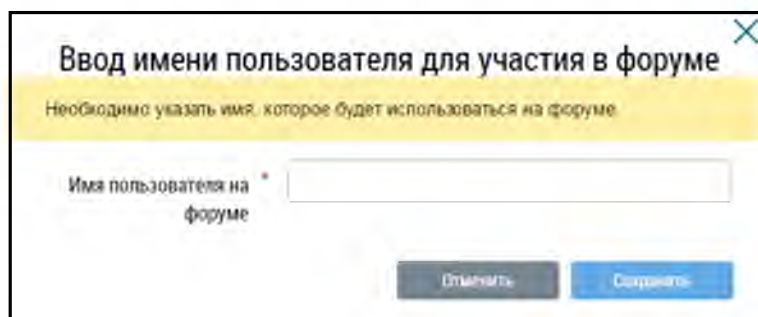 Ввод имени пользователя для участия в форуме
Необходимо указать имя, которое будет использоваться на форуме.
Имя пользователя на *
форуме
Отменить Сохранить